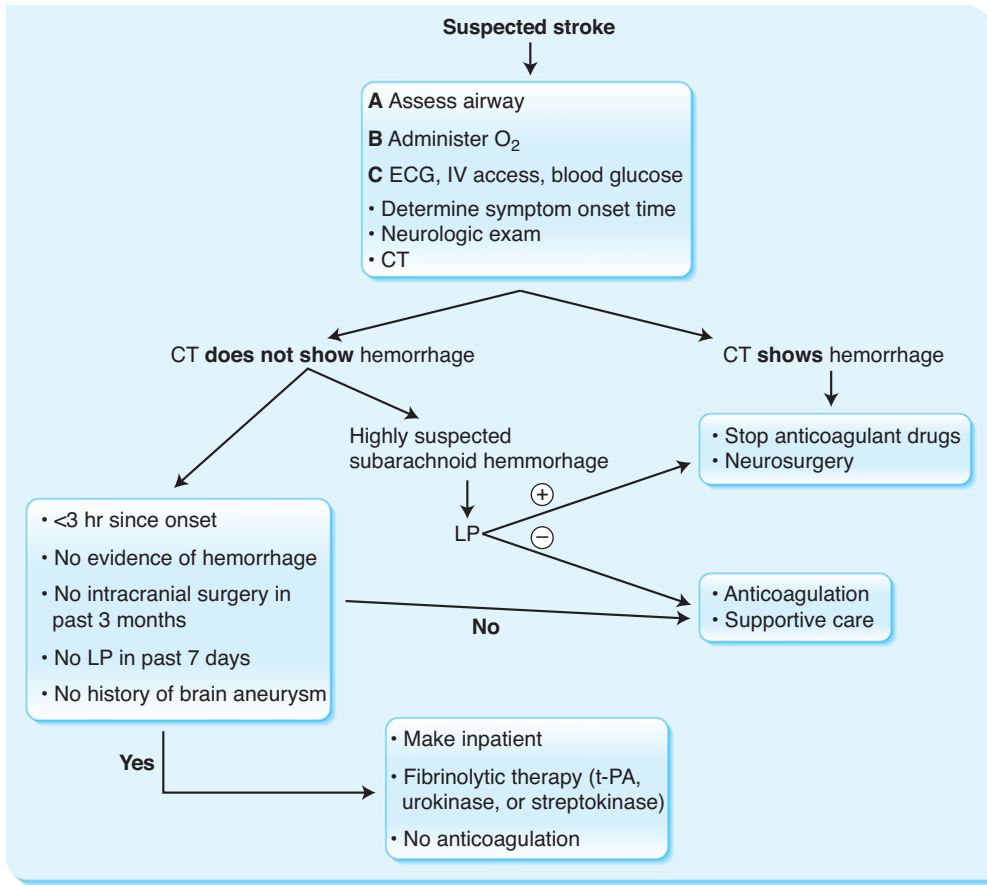 Suspected stroke
A Assess airway
B Administer O₂
C ECG, IV access, blood glucose
• Determine symptom onset time
• Neurologic exam
• CT
CT does not show hemorrhage
CT shows hemorrhage
Highly suspected
subarachnoid hemmorhage
• Stop anticoagulant drugs
• Neurosurgery
+
LP
−
• <3 hr since onset
• No evidence of hemorrhage
• No intracranial surgery in
past 3 months
• No LP in past 7 days
• No history of brain aneurysm
No
• Anticoagulation
• Supportive care
Yes
• Make inpatient
• Fibrinolytic therapy (t-PA,
urokinase, or streptokinase)
• No anticoagulation